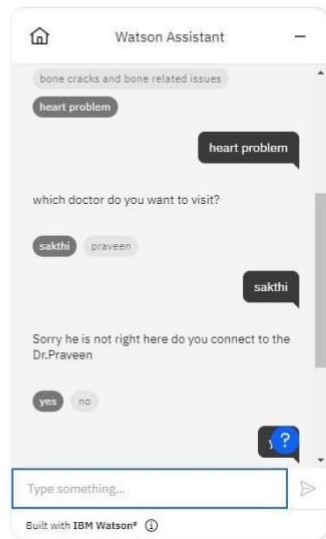 Watson Assistant
bone cracks and bone related issues
heart problem
heart problem
which doctor do you want to visit?
sakthi praveen
sakthi
Sorry he is not right here do you connect to the
Dr.Praveen
yes no
?
Type something...
Built with IBM Watson®